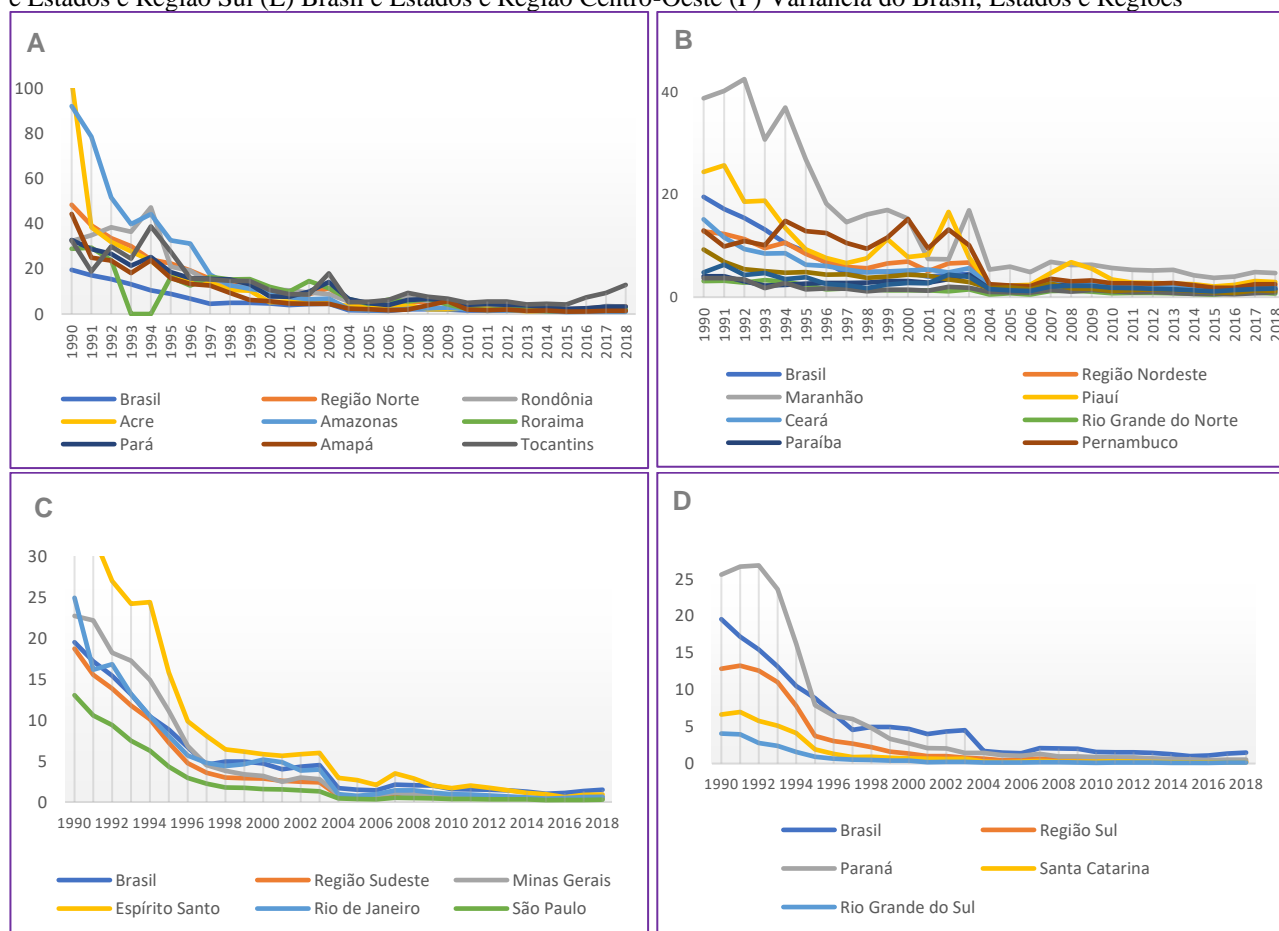 e Estados e Região Sul (E) Brasil e Estados e Região Centro-Oeste (F) Variância do Brasil, Estados e Regiões
A
100
80
60
40
20
0
1990 1991 1992 1993 1994 1995 1996 1997 1998 1999 2000 2001 2002 2003 2004 2005 2006 2007 2008 2009 2010 2011 2012 2013 2014 2015 2016 2017 2018
Brasil Região Norte Rondônia
Acre Amazonas Roraima
Pará Amapá Tocantins
B
40
20
0
1990 1991 1992 1993 1994 1995 1996 1997 1998 1999 2000 2001 2002 2003 2004 2005 2006 2007 2008 2009 2010 2011 2012 2013 2014 2015 2016 2017 2018
Brasil Região Nordeste
Maranhão Piauí
Ceará Rio Grande do Norte
Paraíba Pernambuco
C
30
25
20
15
10
5
0
1990 1992 1994 1996 1998 2000 2002 2004 2006 2008 2010 2012 2014 2016 2018
Brasil Região Sudeste Minas Gerais
Espírito Santo Rio de Janeiro São Paulo
D
25
20
15
10
5
0
1990 1992 1994 1996 1998 2000 2002 2004 2006 2008 2010 2012 2014 2016 2018
Brasil Região Sul
Paraná Santa Catarina
Rio Grande do Sul